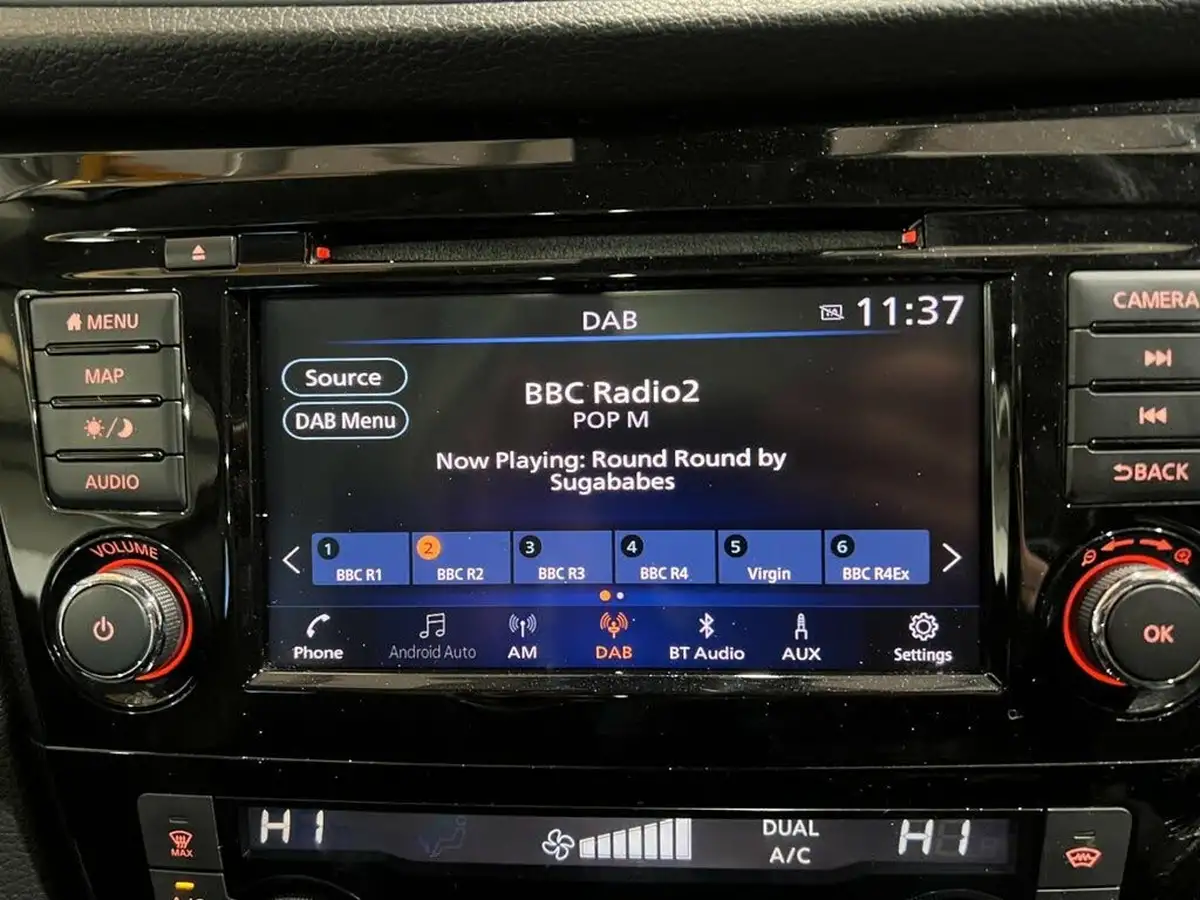 DAB
11:37
MENU
MAP
AUDIO
VOLUME
Source
DAB Menu
BBC Radio2
POP M
Now Playing: Round Round by
Sugababes
1
2
3
4
5
6
BBC R1
BBC R2
BBC R3
BBC R4
Virgin
BBC R4Ex
Phone
Android Auto
AM
DAB
BT Audio
AUX
Settings
CAMERA
BACK
OK
MAX
HI
DUAL
A/C
HI